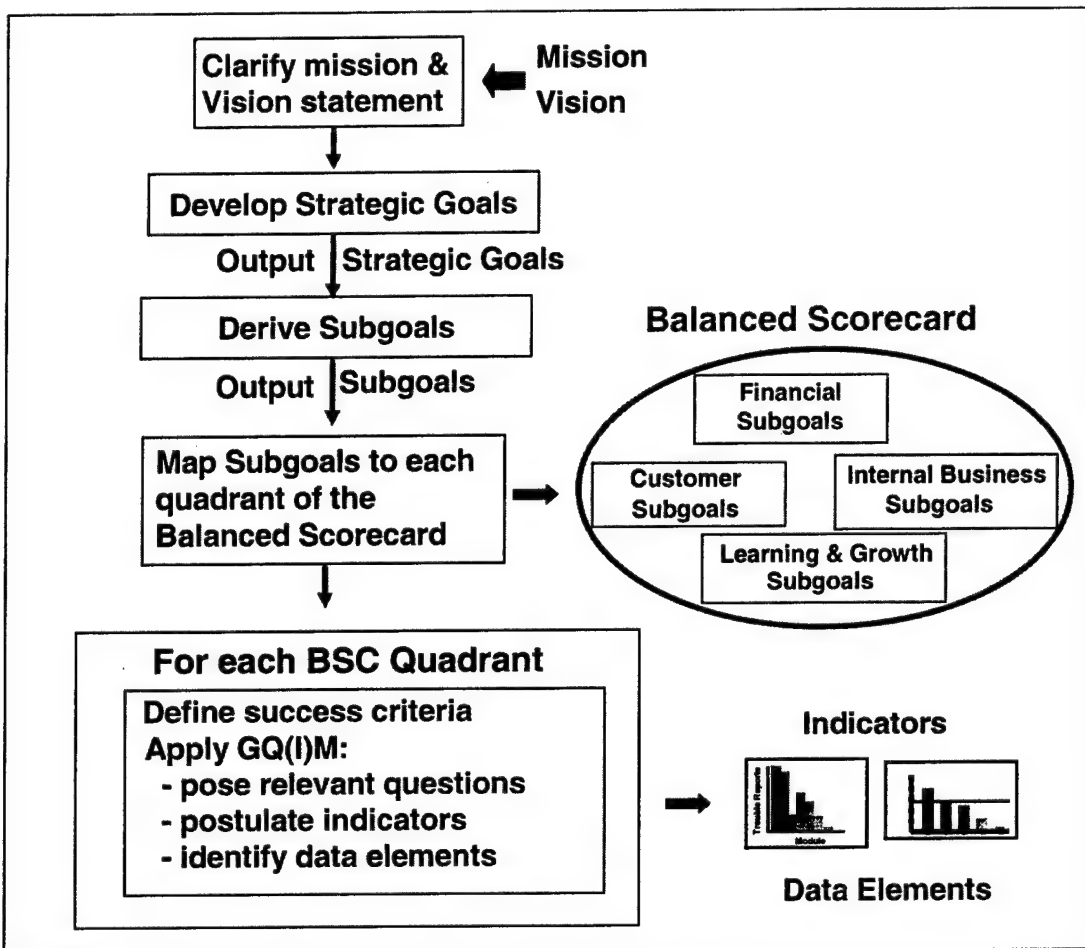 Clarify mission &
Vision statement
Mission
Vision
Develop Strategic Goals
Output Strategic Goals
Derive Subgoals
Output Subgoals
Map Subgoals to each
quadrant of the
Balanced Scorecard
Balanced Scorecard
Financial
Subgoals
Customer
Subgoals
Internal Business
Subgoals
Learning & Growth
Subgoals
For each BSC Quadrant
Define success criteria
Apply GQ(I)M:
- pose relevant questions
- postulate indicators
- identify data elements
Indicators
Trouble Reports
Module
Data Elements